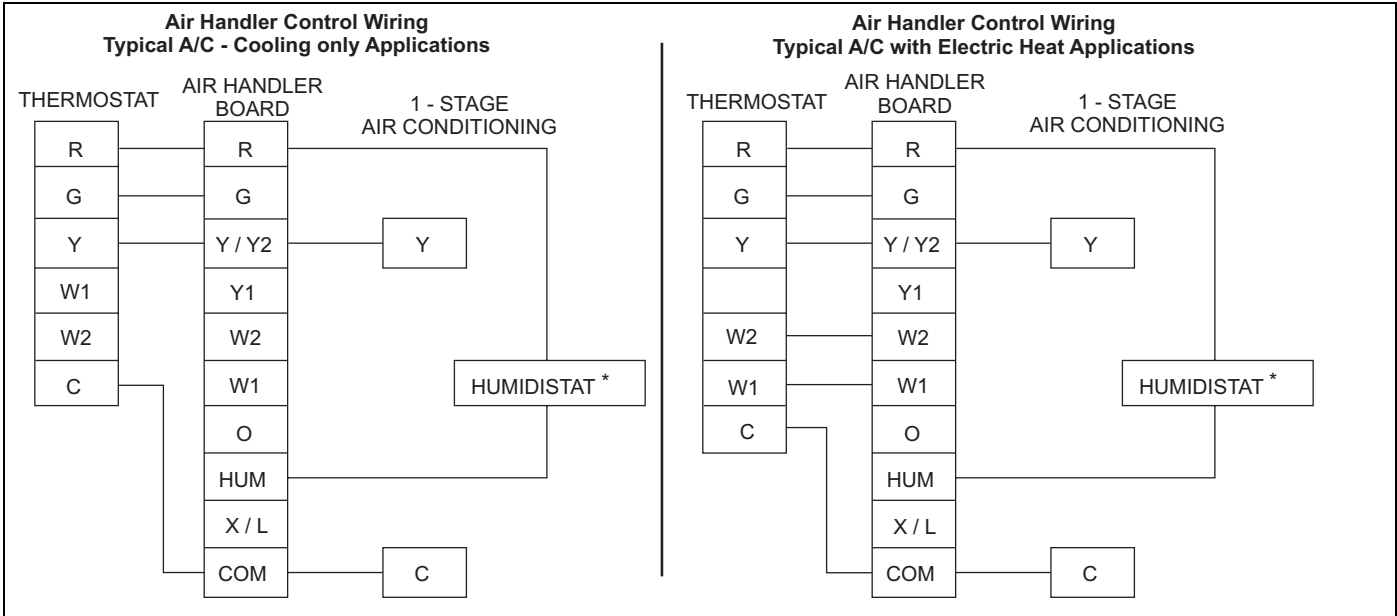 Air Handler Control Wiring
Typical A/C - Cooling only Applications
THERMOSTAT
AIR HANDLER
BOARD
1 - STAGE
AIR CONDITIONING
R
G
Y
W1
W2
C
R
G
Y / Y2
Y1
W2
W1
O
HUM
X / L
COM
Y
HUMIDISTAT *
C
Air Handler Control Wiring
Typical A/C with Electric Heat Applications
THERMOSTAT
AIR HANDLER
BOARD
1 - STAGE
AIR CONDITIONING
R
G
Y
W2
W1
C
R
G
Y / Y2
Y1
W2
W1
O
HUM
X / L
COM
Y
HUMIDISTAT *
C